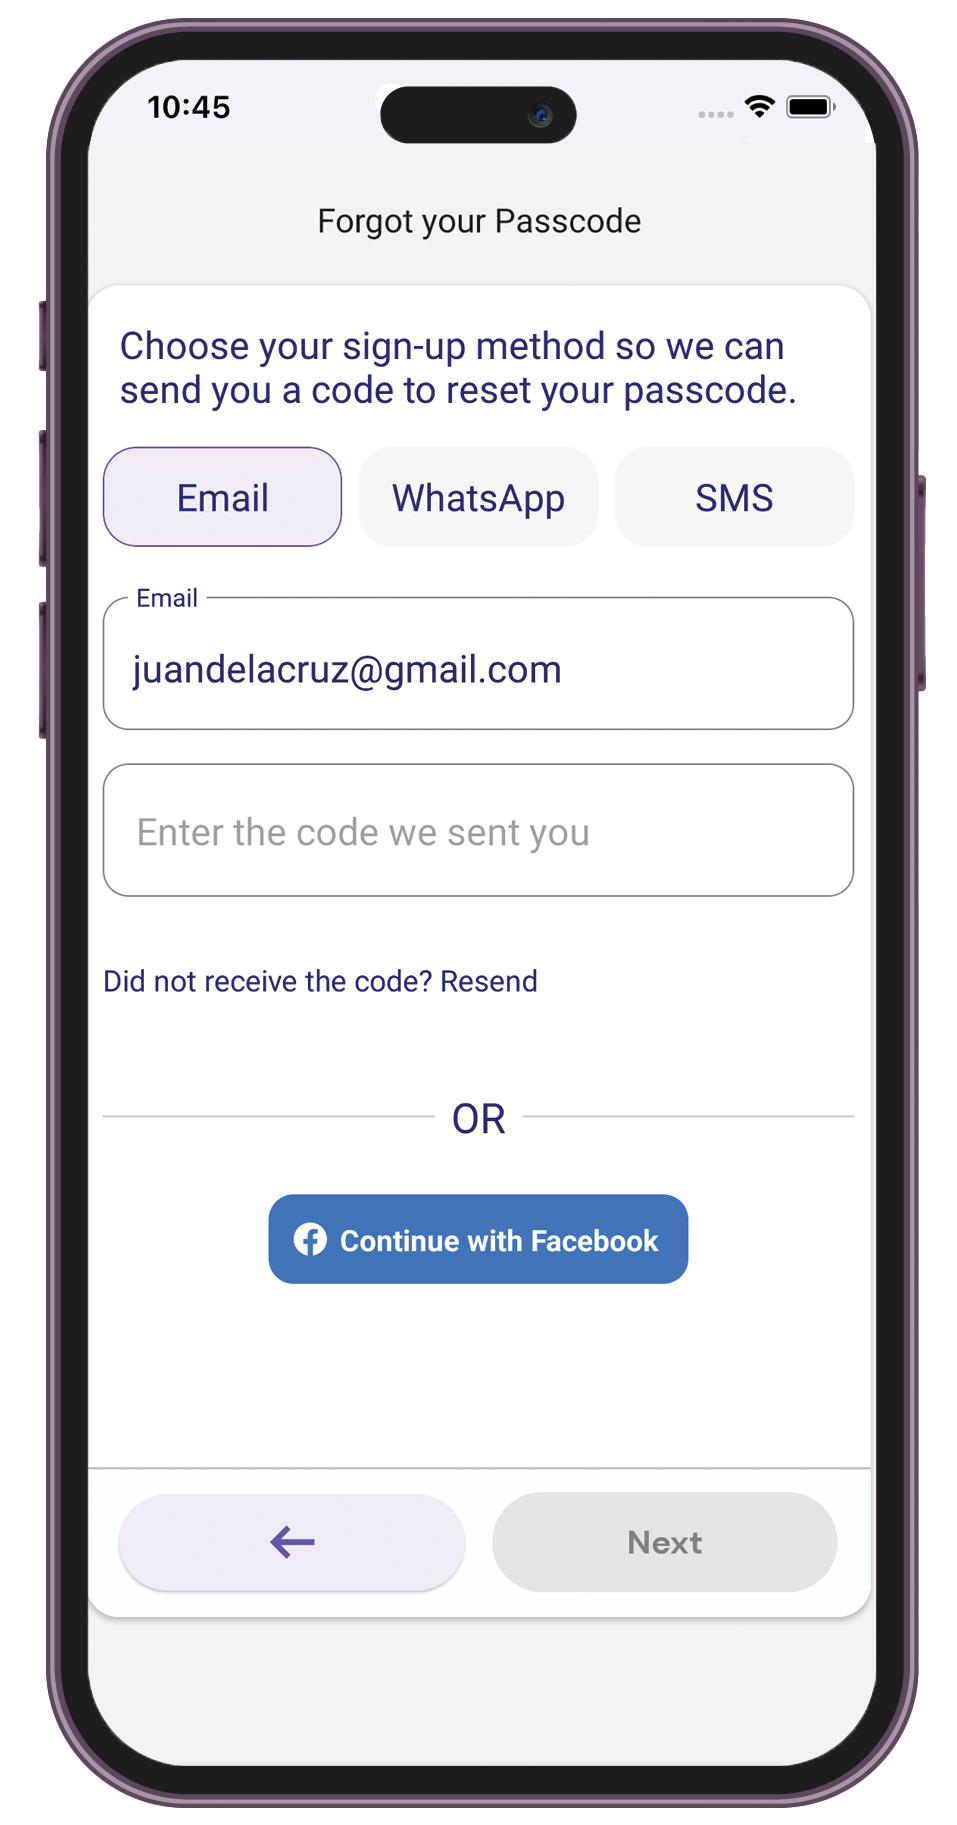 10:45
Forgot your Passcode
Choose your sign-up method so we can
send you a code to reset your passcode.
Email
WhatsApp
SMS
Email
juandelacruz@gmail.com
Enter the code we sent you
Did not receive the code? Resend
OR
Continue with Facebook
Next